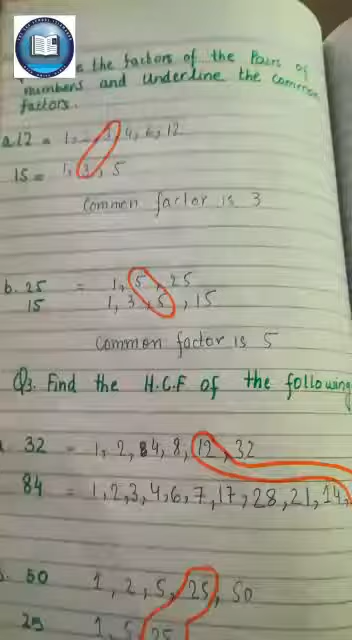 the factors of the Pairs of
numbers and underline the common
factors.
a. 12 = 1, 3, 4, 6, 12
15 = 1, 3, 5
Common factor is 3
b. 25 = 1, 5, 25
15 1, 3, 5, 15
Common factor is 5
Q3. Find the H.C.F of the following
32 = 1, 2, 84, 8, 12, 32
84 = 1, 2, 3, 4, 6, 7, 17, 28, 21, 14,
50 1, 2, 5, 25, 50
25 1, 5, 25